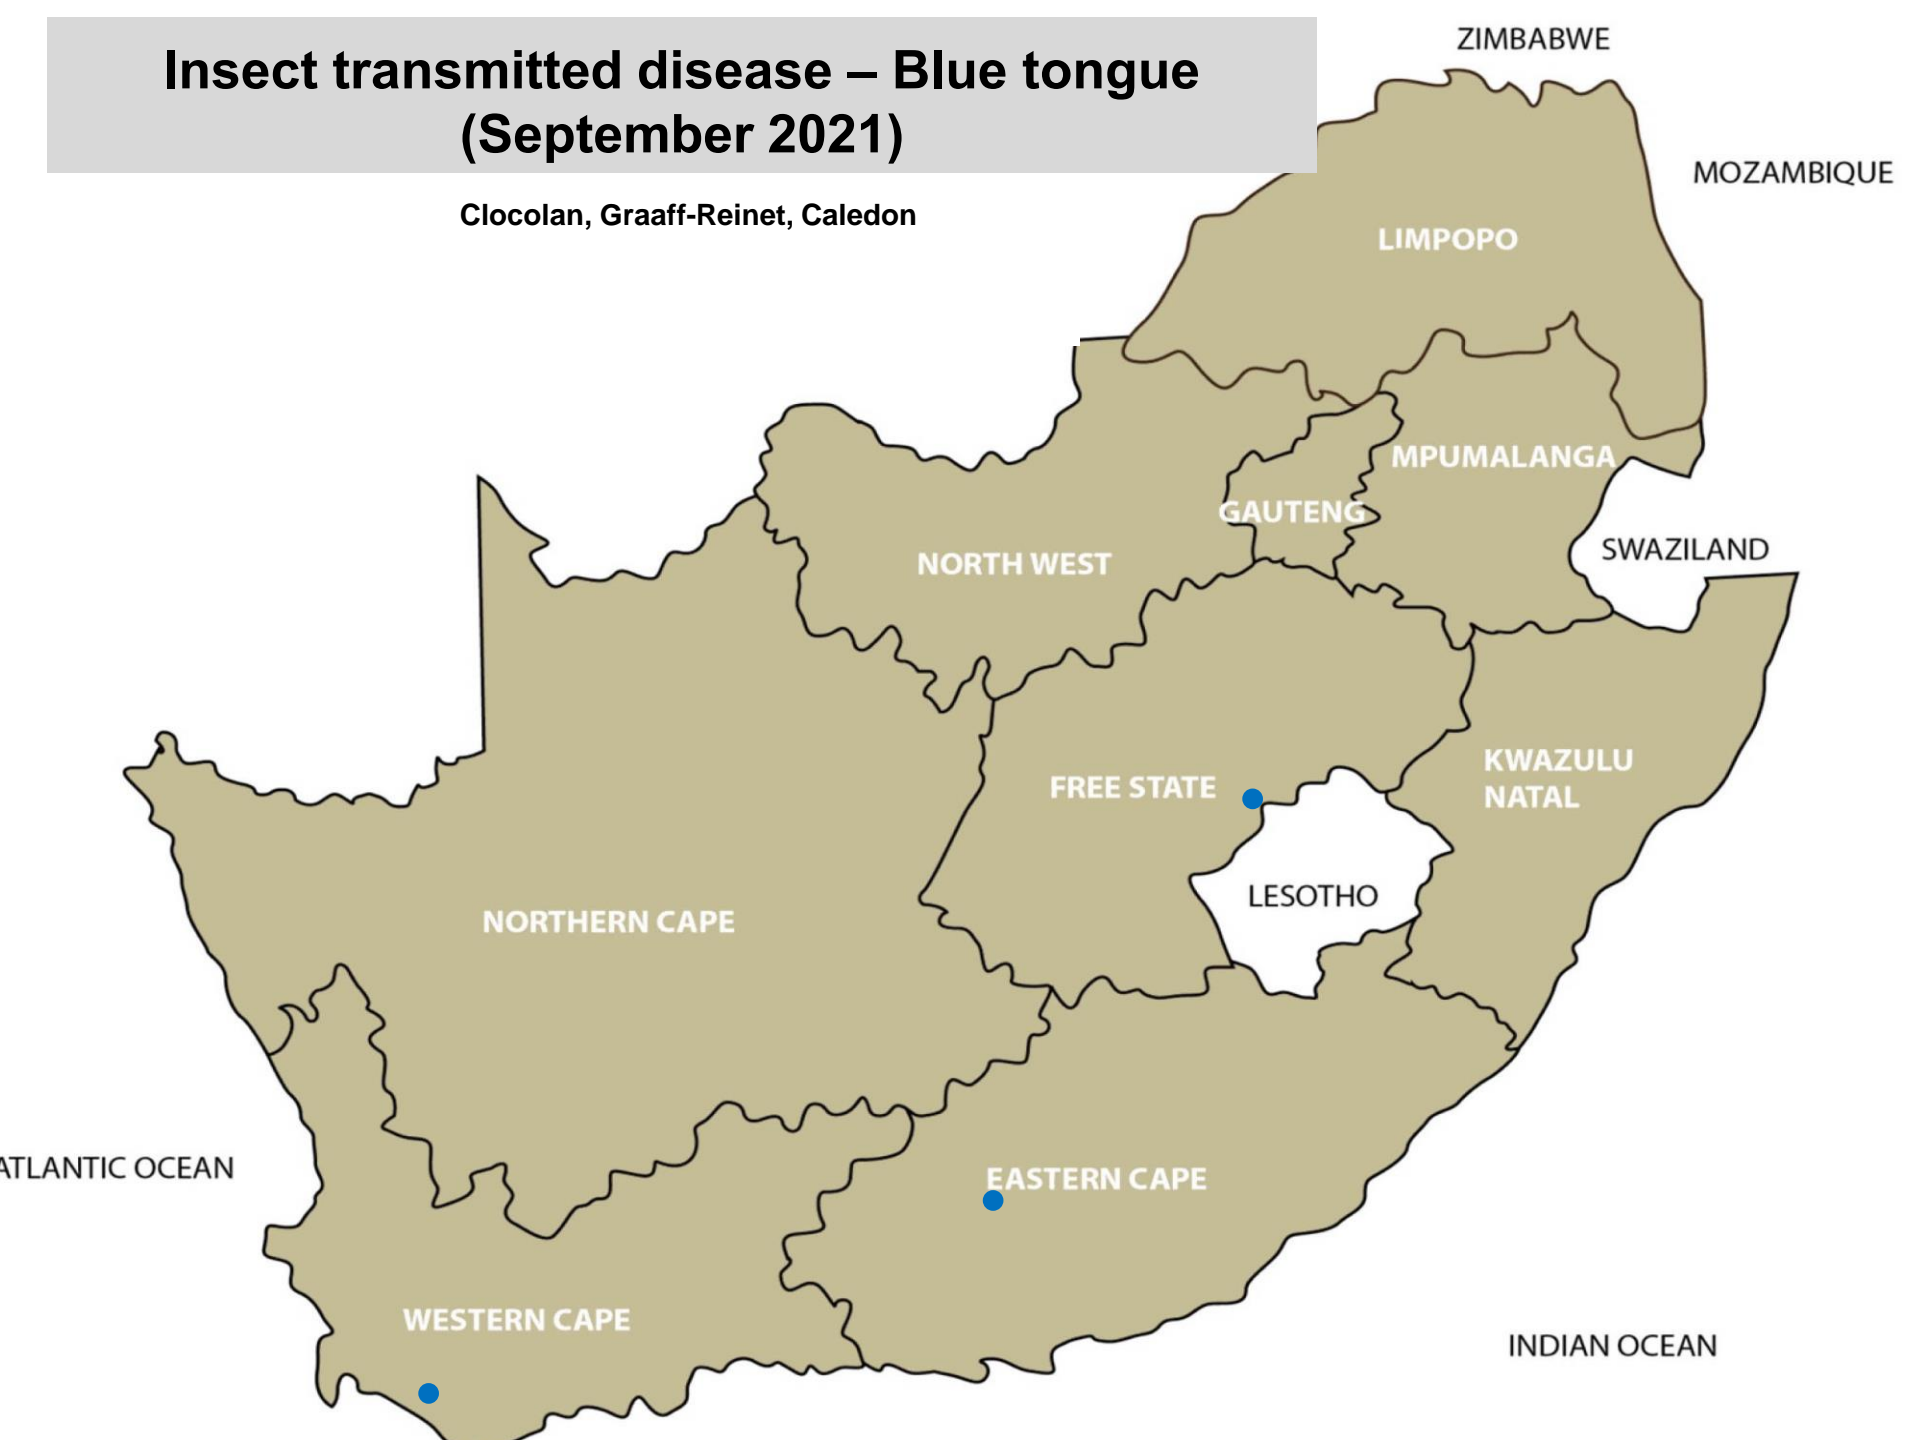 Insect transmitted disease – Blue tongue
(September 2021)
Clocolan, Graaff-Reinet, Caledon
ZIMBABWE
MOZAMBIQUE
LIMPOPO
MPUMALANGA
GAUTENG
SWAZILAND
NORTH WEST
KWAZULU
NATAL
FREE STATE
LESOTHO
NORTHERN CAPE
ATLANTIC OCEAN
EASTERN CAPE
WESTERN CAPE
INDIAN OCEAN